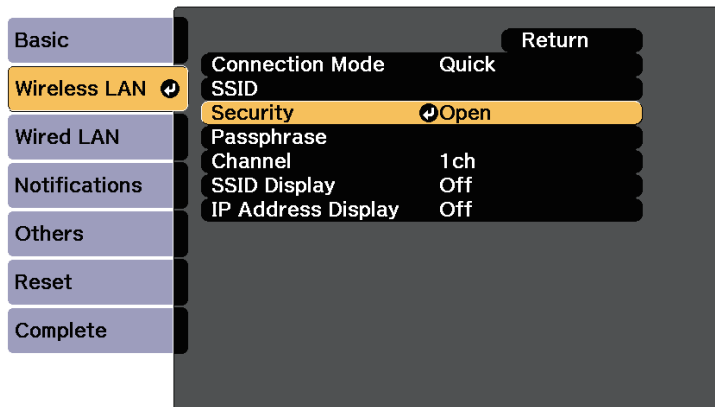 Basic
Wireless LAN
Wired LAN
Notifications
Others
Reset
Complete
Return
Connection Mode Quick
SSID
Security Open
Passphrase
Channel 1ch
SSID Display Off
IP Address Display Off